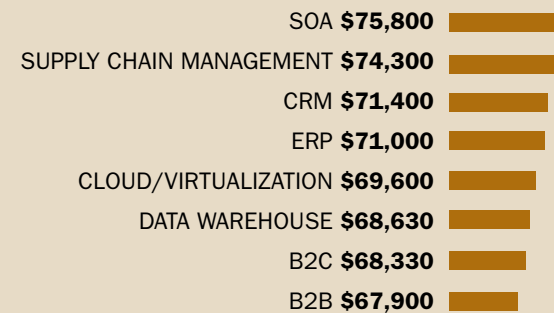 SOA $75,800
SUPPLY CHAIN MANAGEMENT $74,300
CRM $71,400
ERP $71,000
CLOUD/VIRTUALIZATION $69,600
DATA WAREHOUSE $68,630
B2C $68,330
B2B $67,900